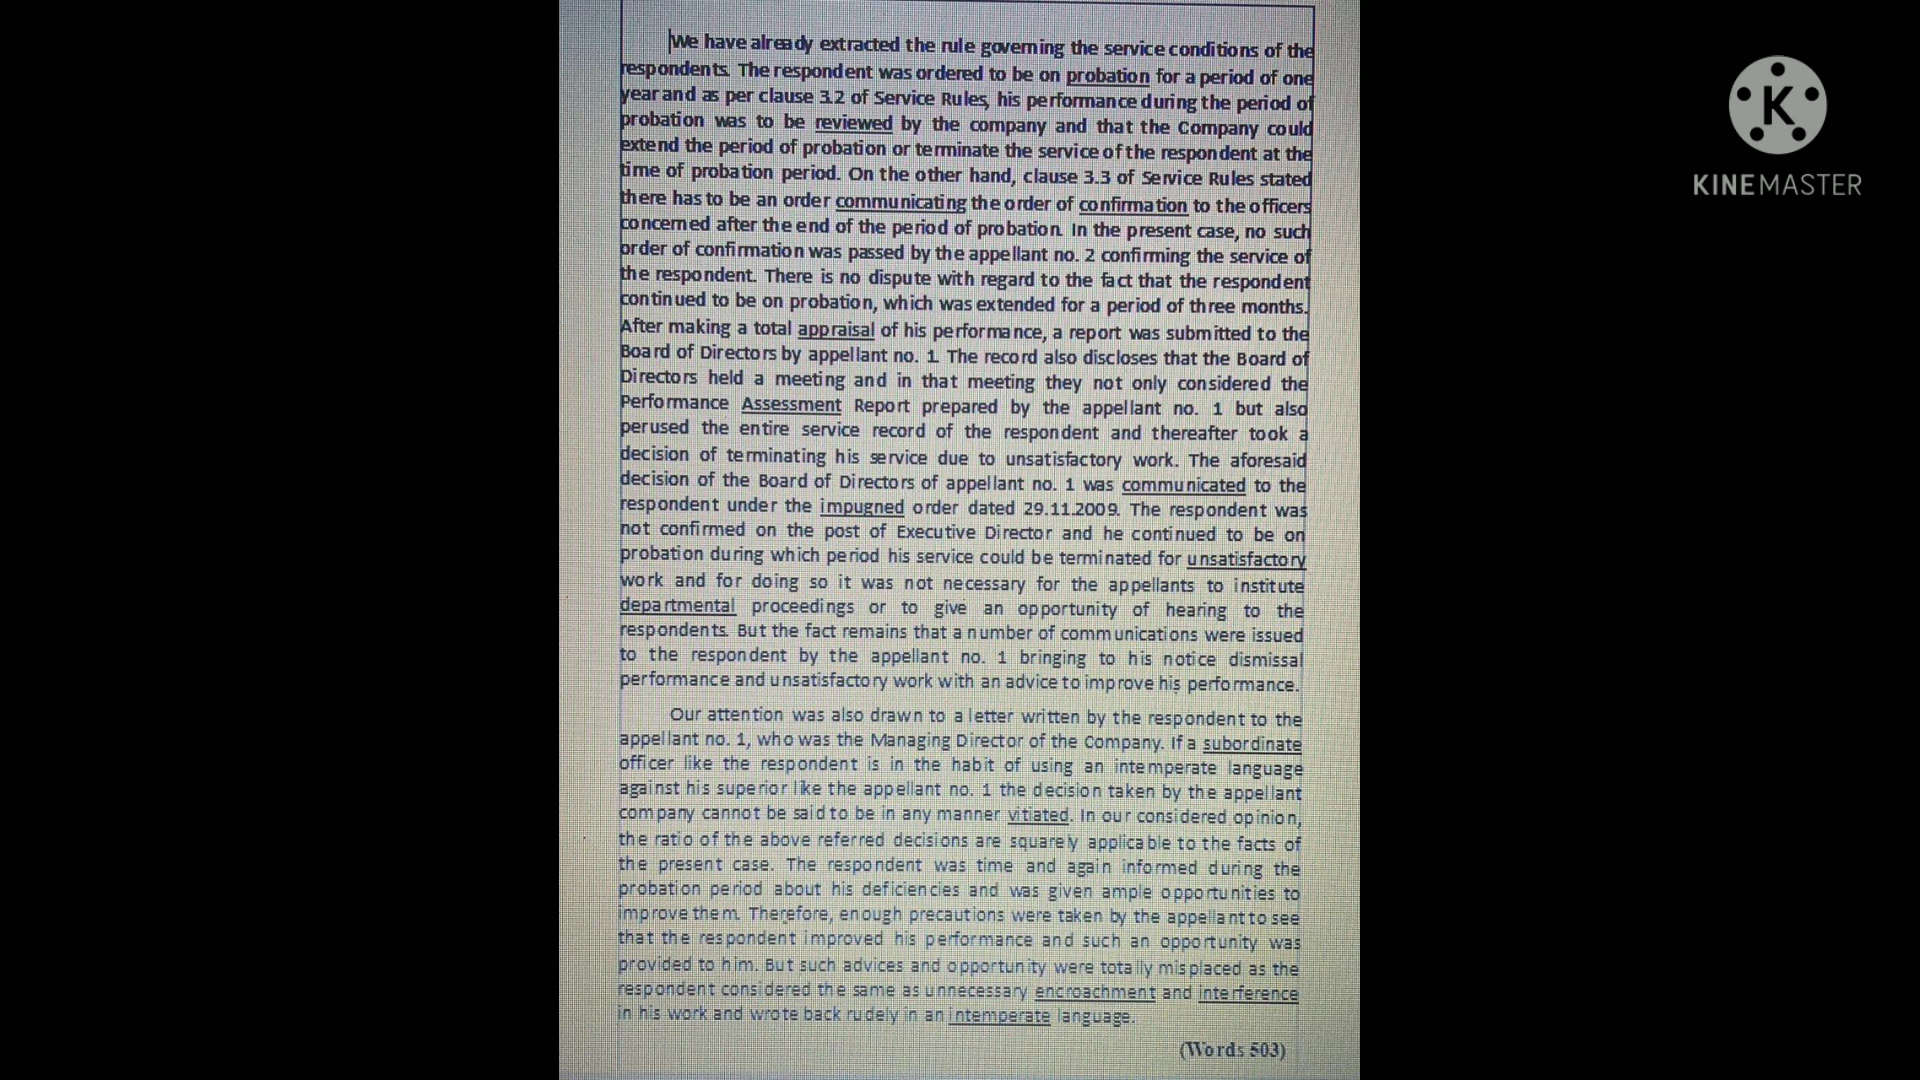 We have already extracted the rule governing the service conditions of the
respondents. The respondent was ordered to be on probation for a period of one
year and as per clause 3.2 of Service Rules, his performance during the period of
probation was to be reviewed by the company and that the Company could
extend the period of probation or terminate the service of the respondent at the
time of probation period. On the other hand, clause 3.3 of Service Rules stated
there has to be an order communicating the order of confirmation to the officers
concerned after the end of the period of probation. In the present case, no such
order of confirmation was passed by the appellant no. 2 confirming the service of
the respondent. There is no dispute with regard to the fact that the respondent
continued to be on probation, which was extended for a period of three months.
After making a total appraisal of his performance, a report was submitted to the
Board of Directors by appellant no. 1. The record also discloses that the Board of
Directors held a meeting and in that meeting they not only considered the
Performance Assessment Report prepared by the appellant no. 1 but also
perused the entire service record of the respondent and thereafter took a
decision of terminating his service due to unsatisfactory work. The aforesaid
decision of the Board of Directors of appellant no. 1 was communicated to the
respondent under the impugned order dated 29.11.2009. The respondent was
not confirmed on the post of Executive Director and he continued to be on
probation during which period his service could be terminated for unsatisfactory
work and for doing so it was not necessary for the appellants to institute
departmental proceedings or to give an opportunity of hearing to the
respondents. But the fact remains that a number of communications were issued
to the respondent by the appellant no. 1 bringing to his notice dismissal
performance and unsatisfactory work with an advice to improve his performance.
Our attention was also drawn to a letter written by the respondent to the
appellant no. 1, who was the Managing Director of the Company. If a subordinate
officer like the respondent is in the habit of using an intemperate language
against his superior like the appellant no. 1 the decision taken by the appellant
company cannot be said to be in any manner vitiated. In our considered opinion,
the ratio of the above referred decisions are squarely applicable to the facts of
the present case. The respondent was time and again informed during the
probation period about his deficiencies and was given ample opportunities to
improve them. Therefore, enough precautions were taken by the appellant to see
that the respondent improved his performance and such an opportunity was
provided to him. But such advices and opportunity were totally misplaced as the
respondent considered the same as unnecessary encroachment and interference
in his work and wrote back rudely in an intemperate language.
(Words 503)
K
KINEMASTER